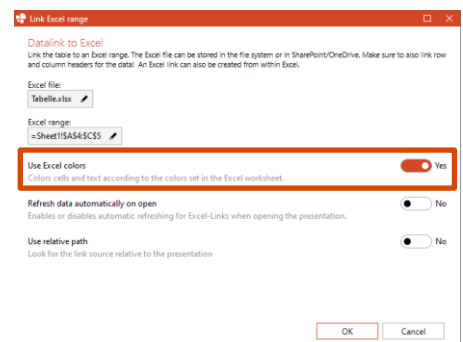 Link Excel range
Datalink to Excel
Link the table to an Excel range. The Excel file can be stored in the file system or in SharePoint/OneDrive. Make sure to also link row
and column headers for the data! An Excel link can also be created from within Excel.
Excel file:
Tabelle.xlsx
Excel range:
=Sheet1!$A$4:$C$5
Use Excel colors Yes
Colors cells and text according to the colors set in the Excel worksheet.
Refresh data automatically on open No
Enables or disables automatic refreshing for Excel-Links when opening the presentation.
Use relative path No
Look for the link source relative to the presentation
OK Cancel